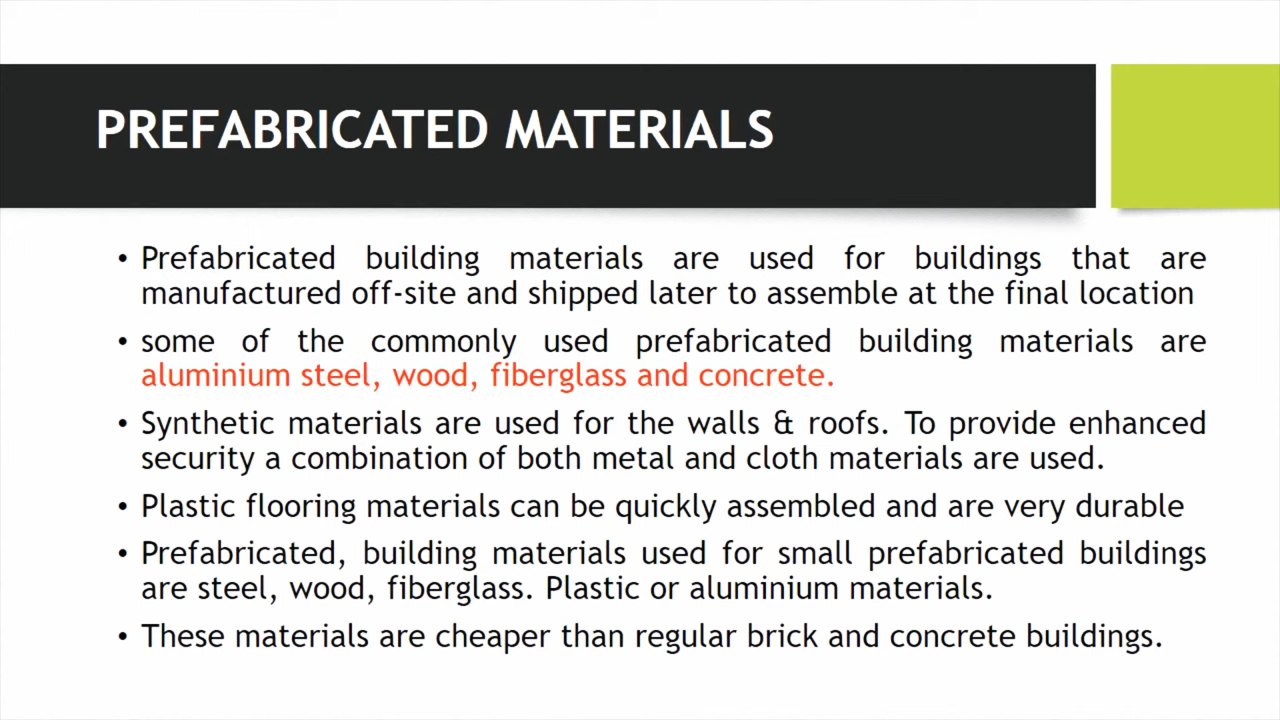 PREFABRICATED MATERIALS
• Prefabricated building materials are used for buildings that are
manufactured off-site and shipped later to assemble at the final location
• some of the commonly used prefabricated building materials are
aluminium steel, wood, fiberglass and concrete.
• Synthetic materials are used for the walls & roofs. To provide enhanced
security a combination of both metal and cloth materials are used.
• Plastic flooring materials can be quickly assembled and are very durable
• Prefabricated, building materials used for small prefabricated buildings
are steel, wood, fiberglass. Plastic or aluminium materials.
• These materials are cheaper than regular brick and concrete buildings.